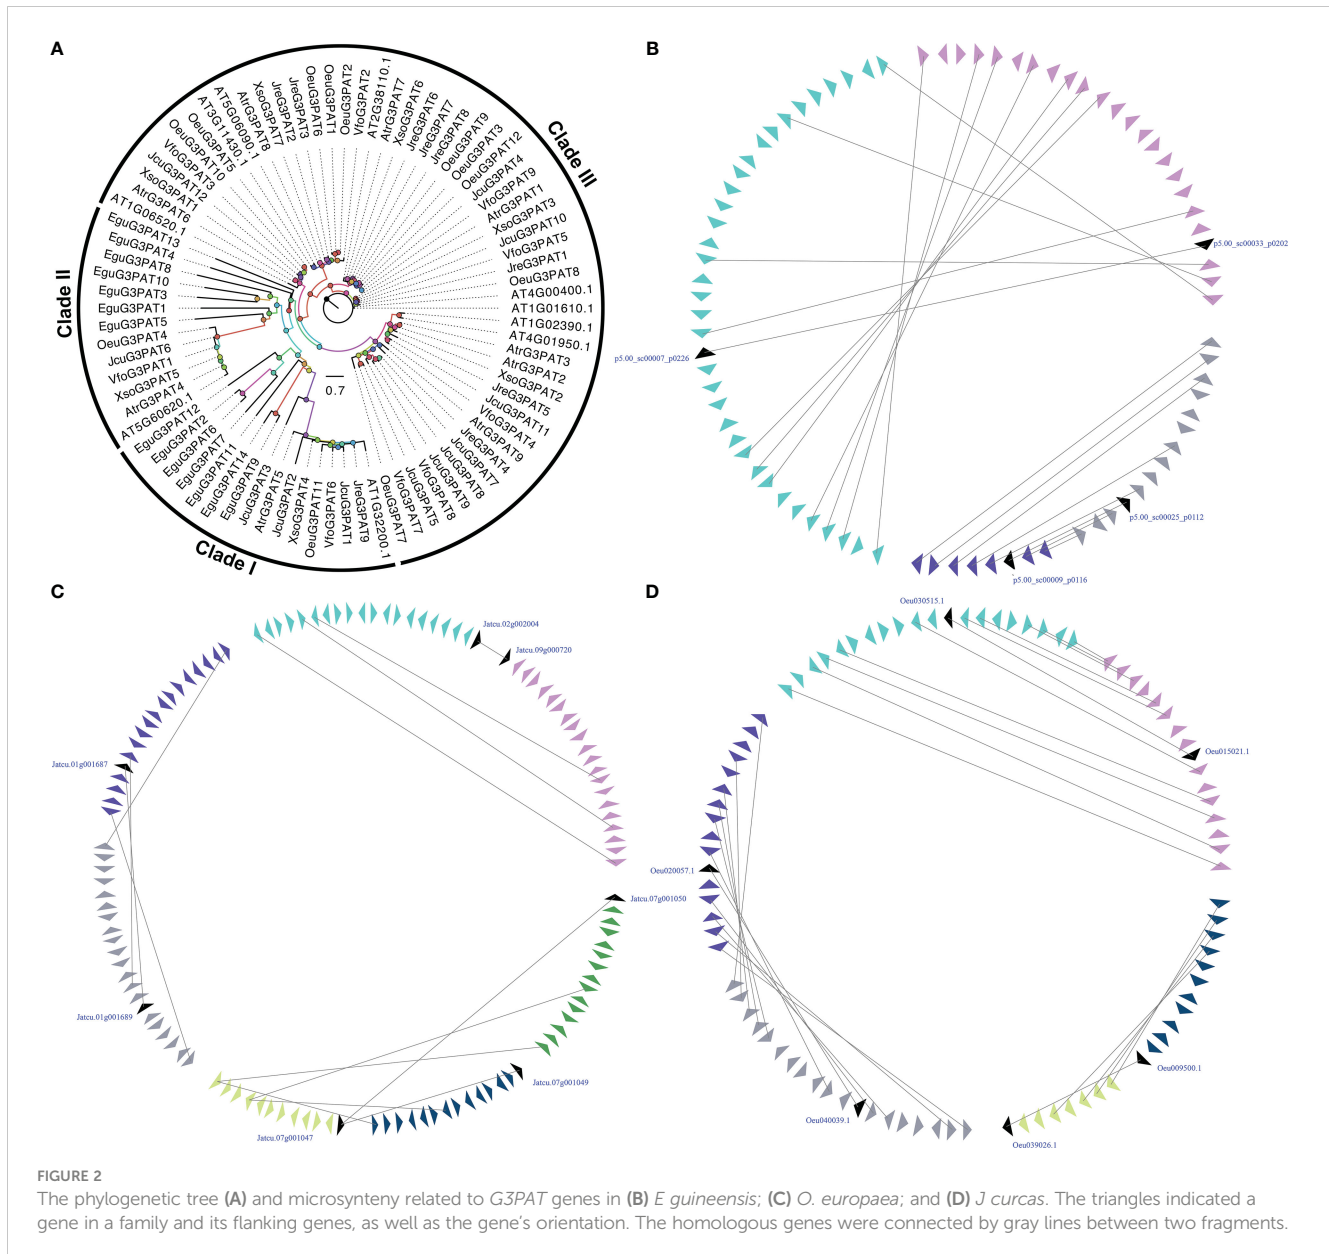 A
Clade III
Clade II
Clade I
AT1G06520.1
AtrG3PAT6
XsoG3PAT1
JcuG3PAT12
VfoG3PAT3
OeuG3PAT10
OeuG3PAT5
AT3G11430.1
AT5G06090.1
AtrG3PAT8
XsoG3PAT7
JreG3PAT2
JreG3PAT3
OeuG3PAT6
OeuG3PAT1
OeuG3PAT2
VfoG3PAT2
AT2G38110.1
AtrG3PAT7
XsoG3PAT6
JreG3PAT6
JreG3PAT7
JreG3PAT8
OeuG3PAT9
OeuG3PAT3
OeuG3PAT12
JcuG3PAT4
VfoG3PAT9
AtrG3PAT1
XsoG3PAT3
JcuG3PAT10
VfoG3PAT5
JreG3PAT1
OeuG3PAT8
AT4G00400.1
AT1G01610.1
AT1G02390.1
AT4G01950.1
AtrG3PAT3
AtrG3PAT2
XsoG3PAT2
JreG3PAT5
JcuG3PAT11
VfoG3PAT4
AtrG3PAT9
JreG3PAT4
JcuG3PAT7
JcuG3PAT8
JcuG3PAT9
VfoG3PAT8
JcuG3PAT5
VfoG3PAT7
OeuG3PAT7
AT1G32200.1
JreG3PAT9
JcuG3PAT1
VfoG3PAT6
OeuG3PAT11
XsoG3PAT4
JcuG3PAT2
AtrG3PAT5
JcuG3PAT3
EguG3PAT9
EguG3PAT14
EguG3PAT11
EguG3PAT7
EguG3PAT6
EguG3PAT2
EguG3PAT12
AT5G60620.1
AtrG3PAT4
XsoG3PAT5
VfoG3PAT1
JcuG3PAT6
OeuG3PAT4
EguG3PAT5
EguG3PAT1
EguG3PAT3
EguG3PAT10
EguG3PAT8
EguG3PAT4
EguG3PAT13
0.7
B
p5.00_sc00033_p0202
p5.00_sc00007_p0226
p5.00_sc00025_p0112
p5.00_sc00009_p0116
C
Jatcu.02g002004
Jatcu.09g000720
Jatcu.01g001687
Jatcu.07g001050
Jatcu.01g001689
Jatcu.07g001049
Jatcu.07g001047
D
Oeu030515.1
Oeu015021.1
Oeu020057.1
Oeu009500.1
Oeu040039.1
Oeu039026.1
FIGURE 2
The phylogenetic tree (A) and microsynteny related to G3PAT genes in (B) E guineensis; (C) O. europaea; and (D) J curcas. The triangles indicated a
gene in a family and its flanking genes, as well as the gene's orientation. The homologous genes were connected by gray lines between two fragments.